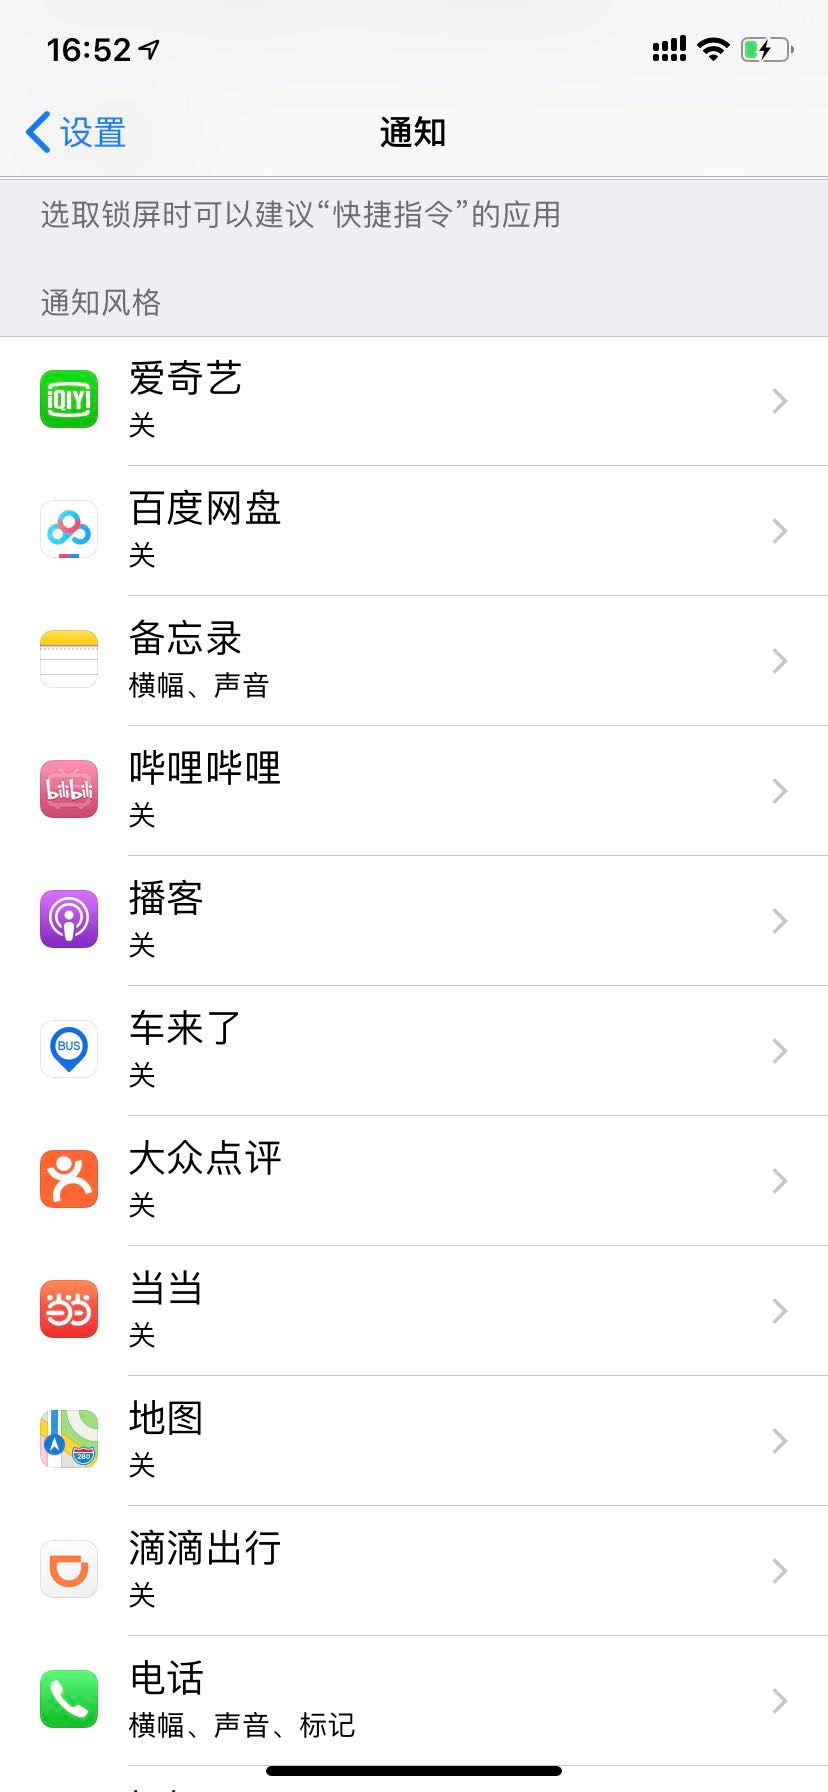 16:52
设置
通知
选取锁屏时可以建议“快捷指令”的应用
通知风格
iQIYI
爱奇艺
关
百度网盘
关
备忘录
横幅、声音
bilibili
哔哩哔哩
关
播客
关
BUS
车来了
关
大众点评
关
当当
关
280
地图
关
滴滴出行
关
电话
横幅、声音、标记